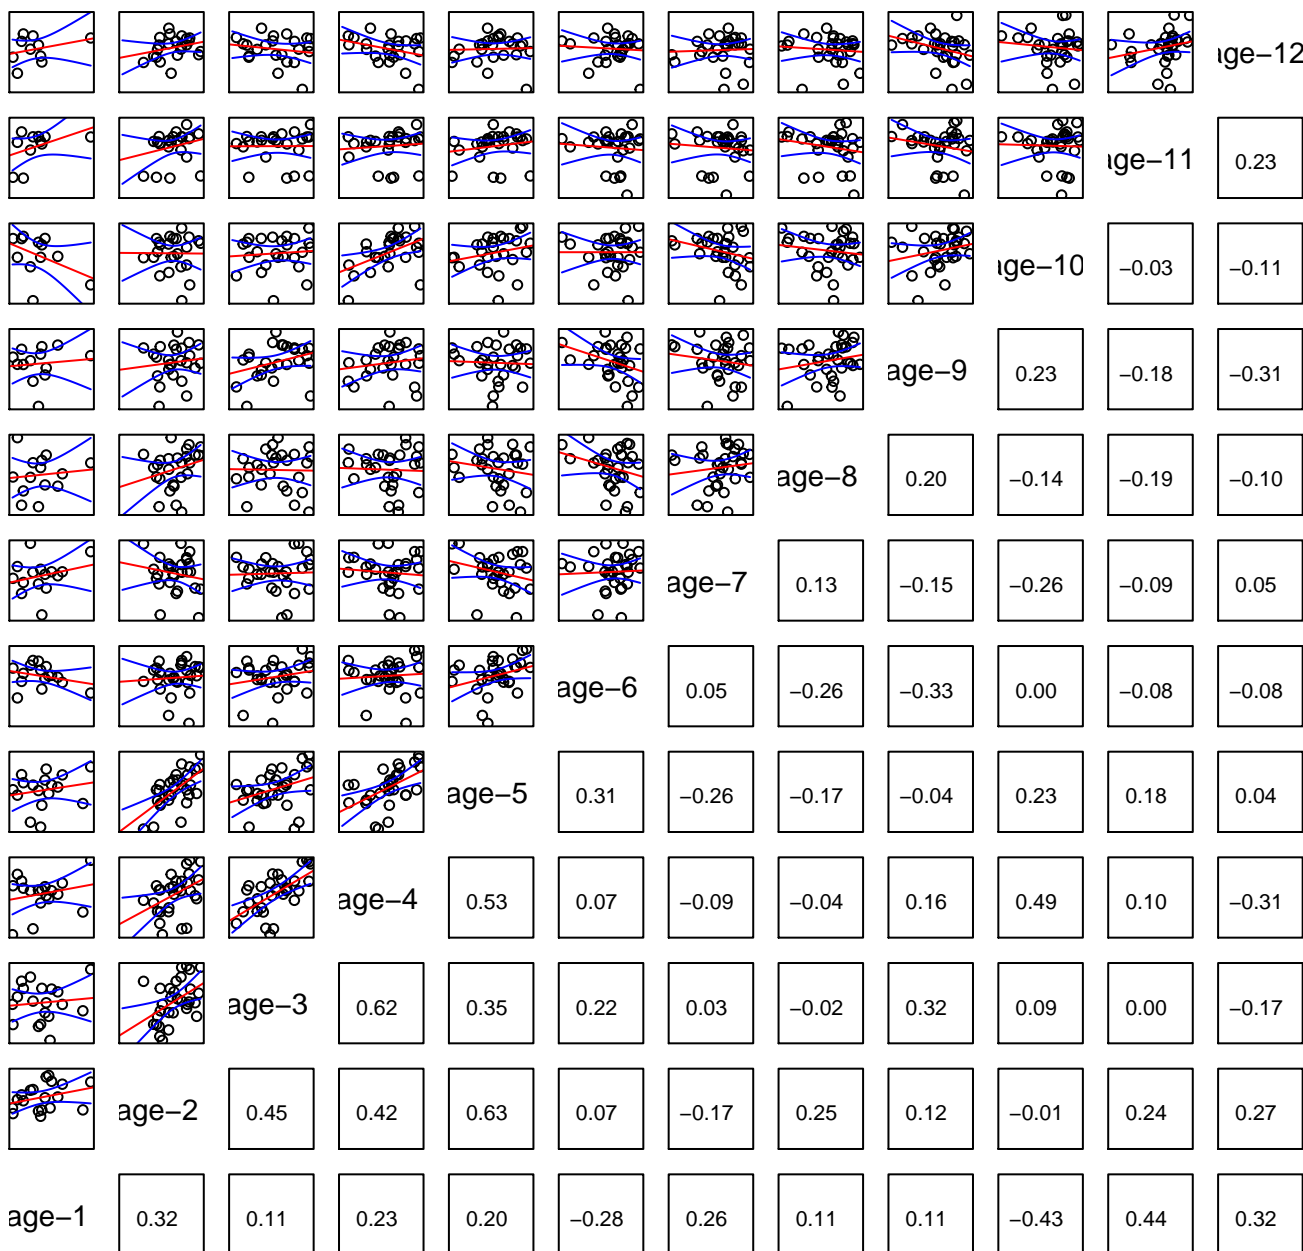 age−12
age−11 0.23
age−10 −0.03 −0.11
age−9 0.23 −0.18 −0.31
age−8 0.20 −0.14 −0.19 −0.10
age−7 0.13 −0.15 −0.26 −0.09 0.05
age−6 0.05 −0.26 −0.33 0.00 −0.08 −0.08
age−5 0.31 −0.26 −0.17 −0.04 0.23 0.18 0.04
age−4 0.53 0.07 −0.09 −0.04 0.16 0.49 0.10 −0.31
age−3 0.62 0.35 0.22 0.03 −0.02 0.32 0.09 0.00 −0.17
age−2 0.45 0.42 0.63 0.07 −0.17 0.25 0.12 −0.01 0.24 0.27
age−1 0.32 0.11 0.23 0.20 −0.28 0.26 0.11 0.11 −0.43 0.44 0.32